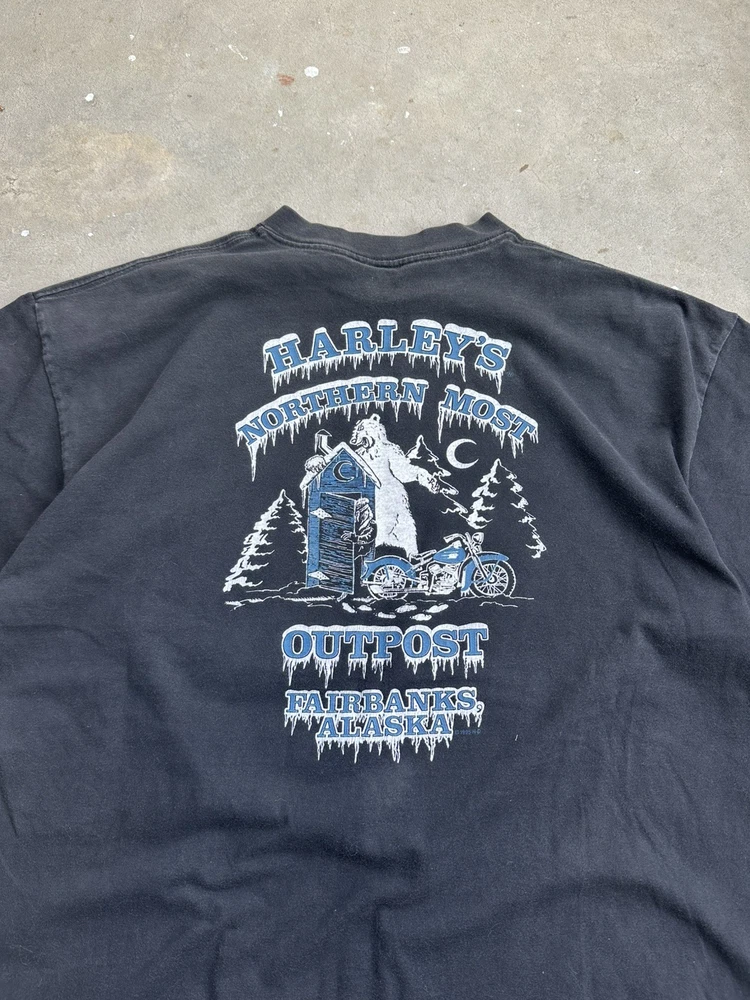 HARLEY'S
NORTHERN MOST
OUTPOST
FAIRBANKS,
ALASKA